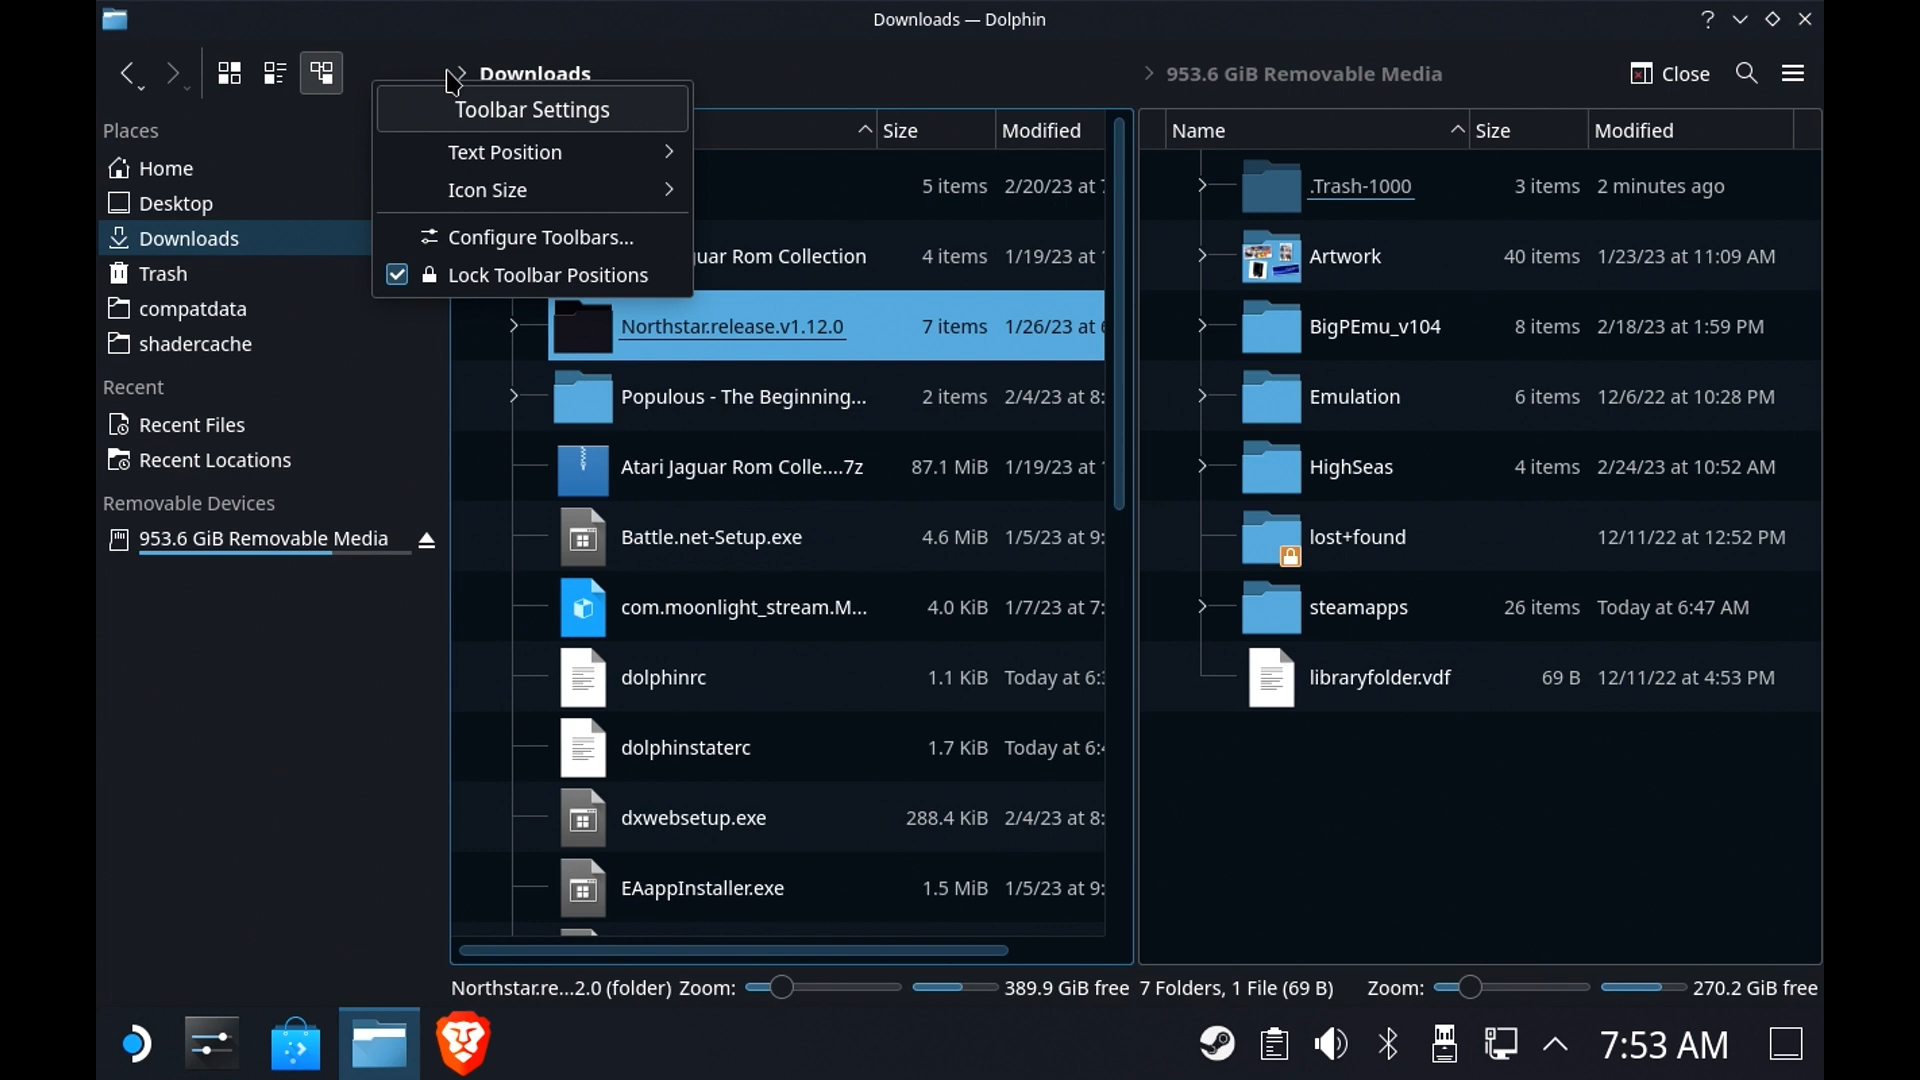 Downloads — Dolphin
Downloads
953.6 GiB Removable Media
Close
Toolbar Settings
Text Position
Icon Size
Configure Toolbars...
Lock Toolbar Positions
Places
Home
Desktop
Downloads
Trash
compatdata
shadercache
Recent
Recent Files
Recent Locations
Removable Devices
953.6 GiB Removable Media
Size Modified
5 items 2/20/23 at
guar Rom Collection 4 items 1/19/23 at
Northstar.release.v1.12.0 7 items 1/26/23 at
Populous - The Beginning... 2 items 2/4/23 at 8:
Atari Jaguar Rom Colle....7z 87.1 MiB 1/19/23 at
Battle.net-Setup.exe 4.6 MiB 1/5/23 at 9:
com.moonlight_stream.M... 4.0 KiB 1/7/23 at 7:
dolphinrc 1.1 KiB Today at 6:
dolphinstaterc 1.7 KiB Today at 6:
dxwebsetup.exe 288.4 KiB 2/4/23 at 8:
EAappInstaller.exe 1.5 MiB 1/5/23 at 9:
Name Size Modified
.Trash-1000 3 items 2 minutes ago
Artwork 40 items 1/23/23 at 11:09 AM
BigPEmu_v104 8 items 2/18/23 at 1:59 PM
Emulation 6 items 12/6/22 at 10:28 PM
HighSeas 4 items 2/24/23 at 10:52 AM
lost+found 12/11/22 at 12:52 PM
steamapps 26 items Today at 6:47 AM
libraryfolder.vdf 69 B 12/11/22 at 4:53 PM
Northstar.re...2.0 (folder) Zoom: 389.9 GiB free
7 Folders, 1 File (69 B) Zoom: 270.2 GiB free
7:53 AM